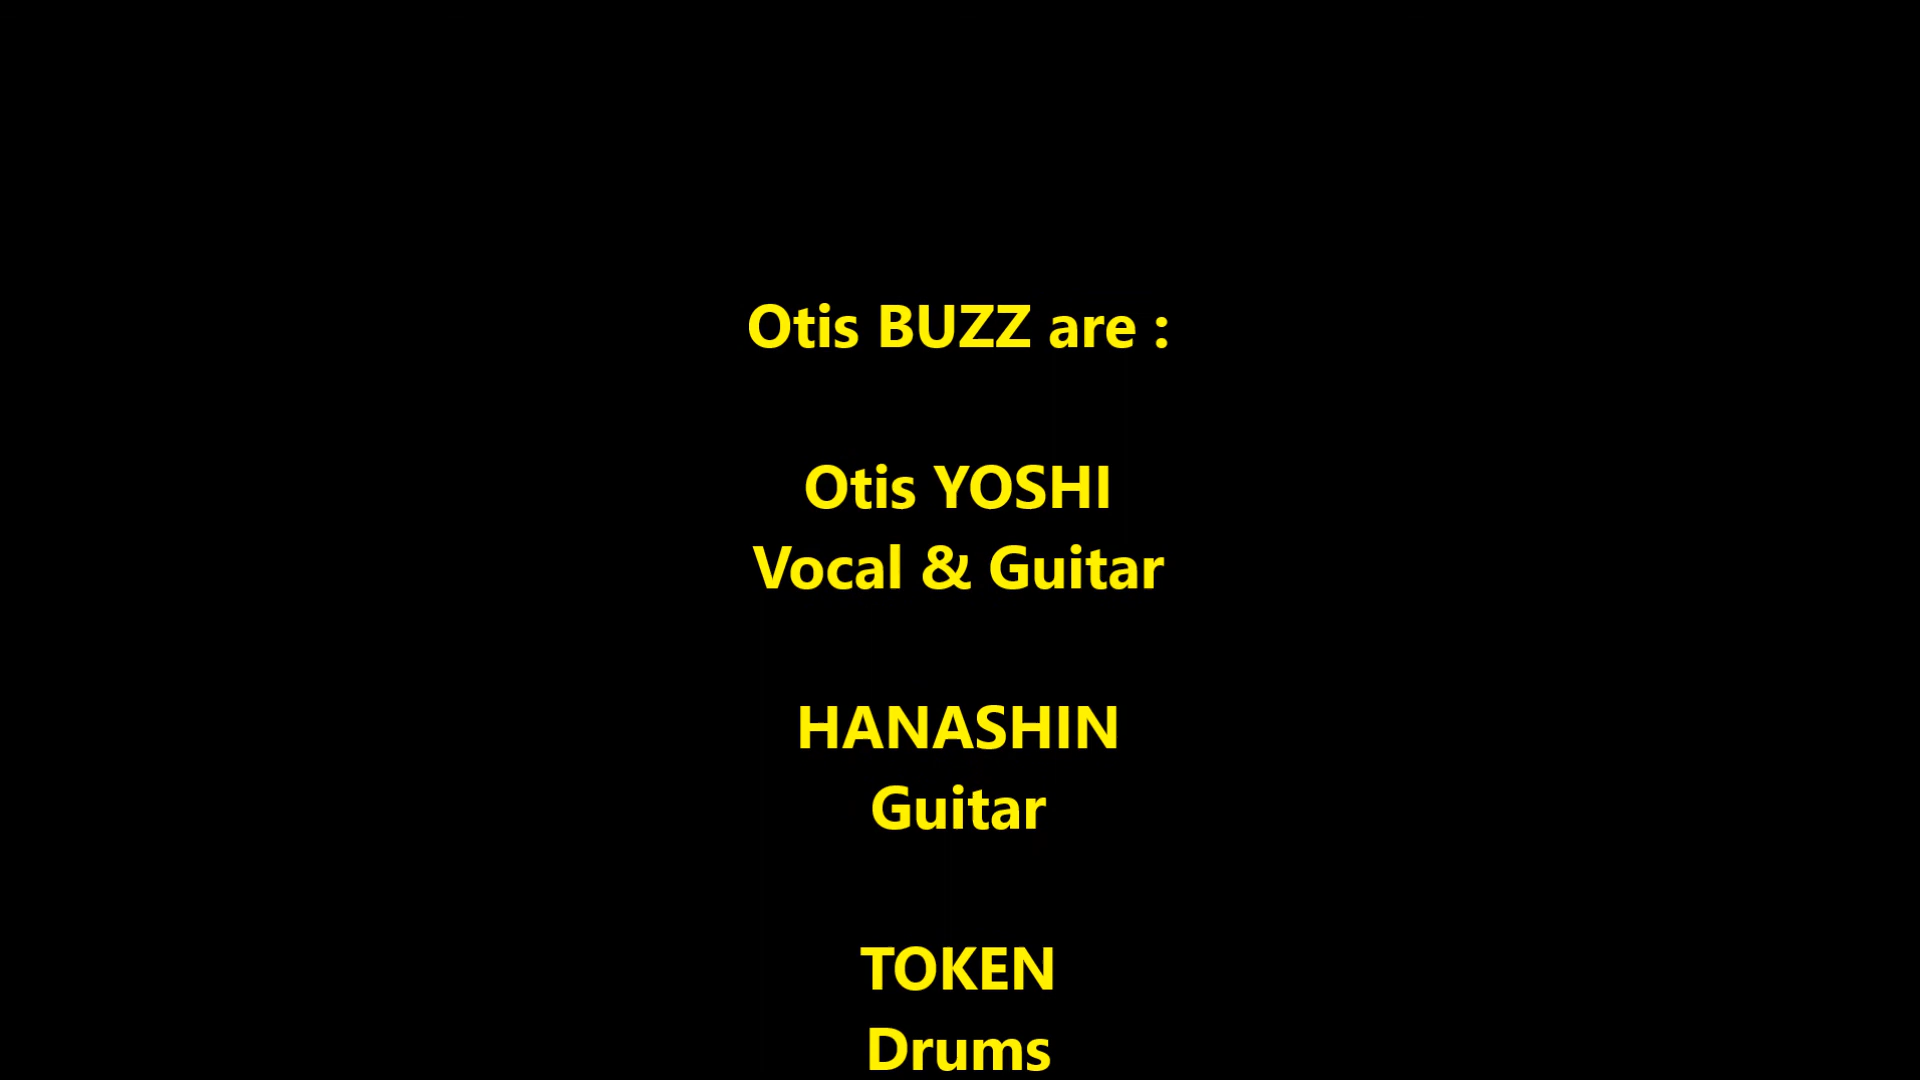 Otis BUZZ are :
Otis YOSHI
Vocal & Guitar
HANASHIN
Guitar
TOKEN
Drums